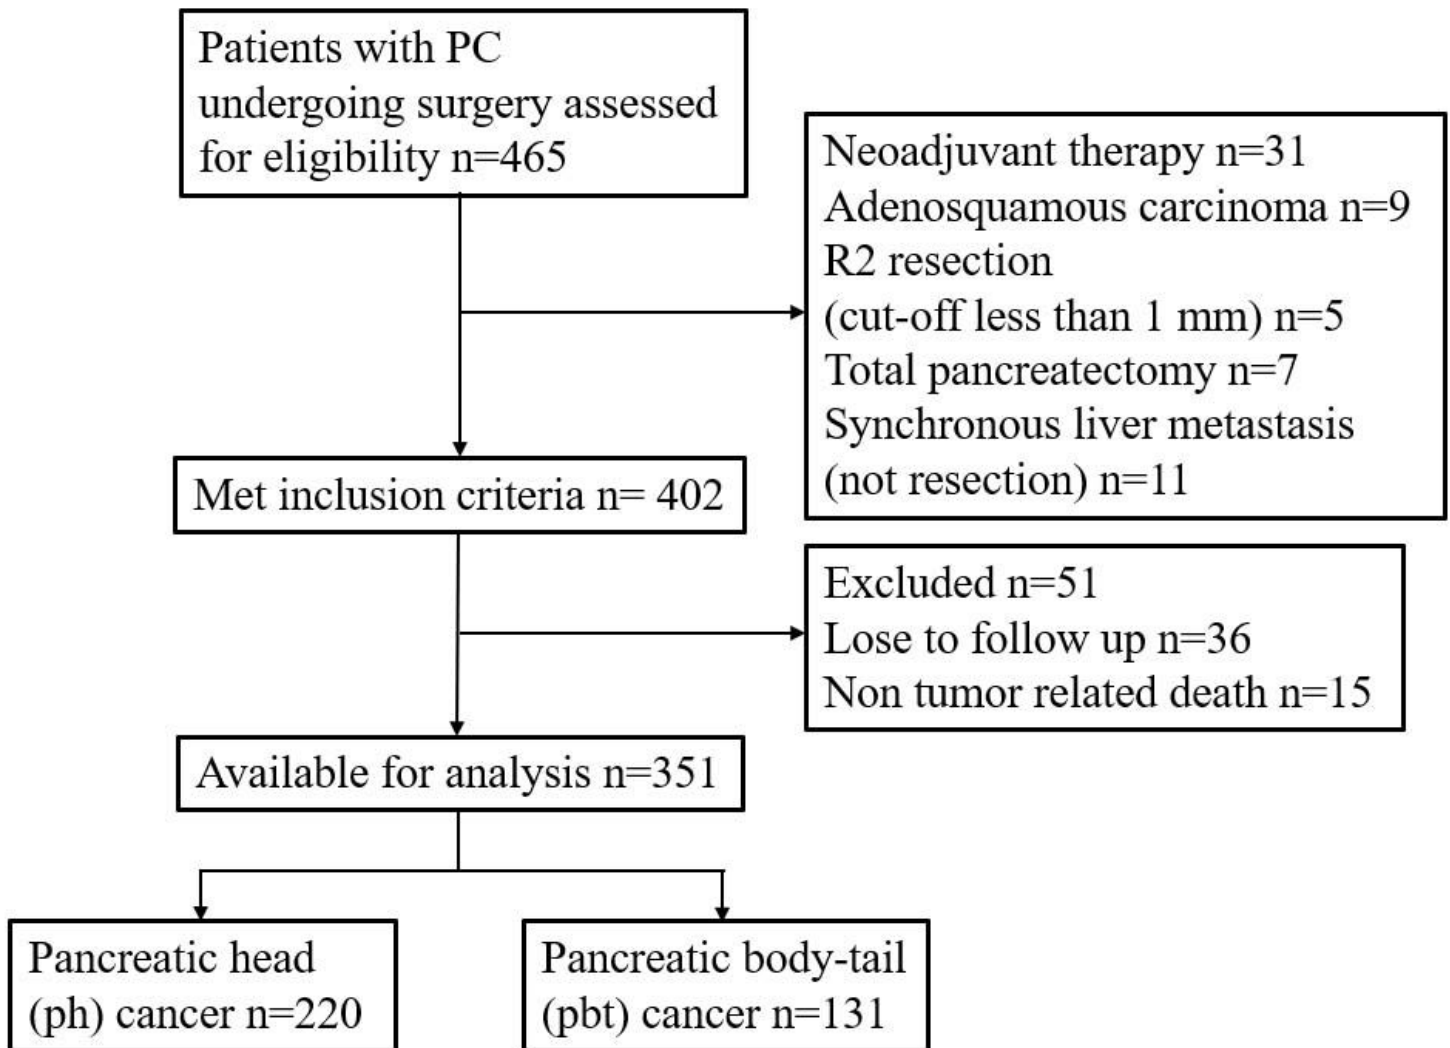 Patients with PC
undergoing surgery assessed
for eligibility n=465
Neoadjuvant therapy n=31
Adenosquamous carcinoma n=9
R2 resection
(cut-off less than 1 mm) n=5
Total pancreatectomy n=7
Synchronous liver metastasis
(not resection) n=11
Met inclusion criteria n= 402
Excluded n=51
Lose to follow up n=36
Non tumor related death n=15
Available for analysis n=351
Pancreatic head
(ph) cancer n=220
Pancreatic body-tail
(pbt) cancer n=131